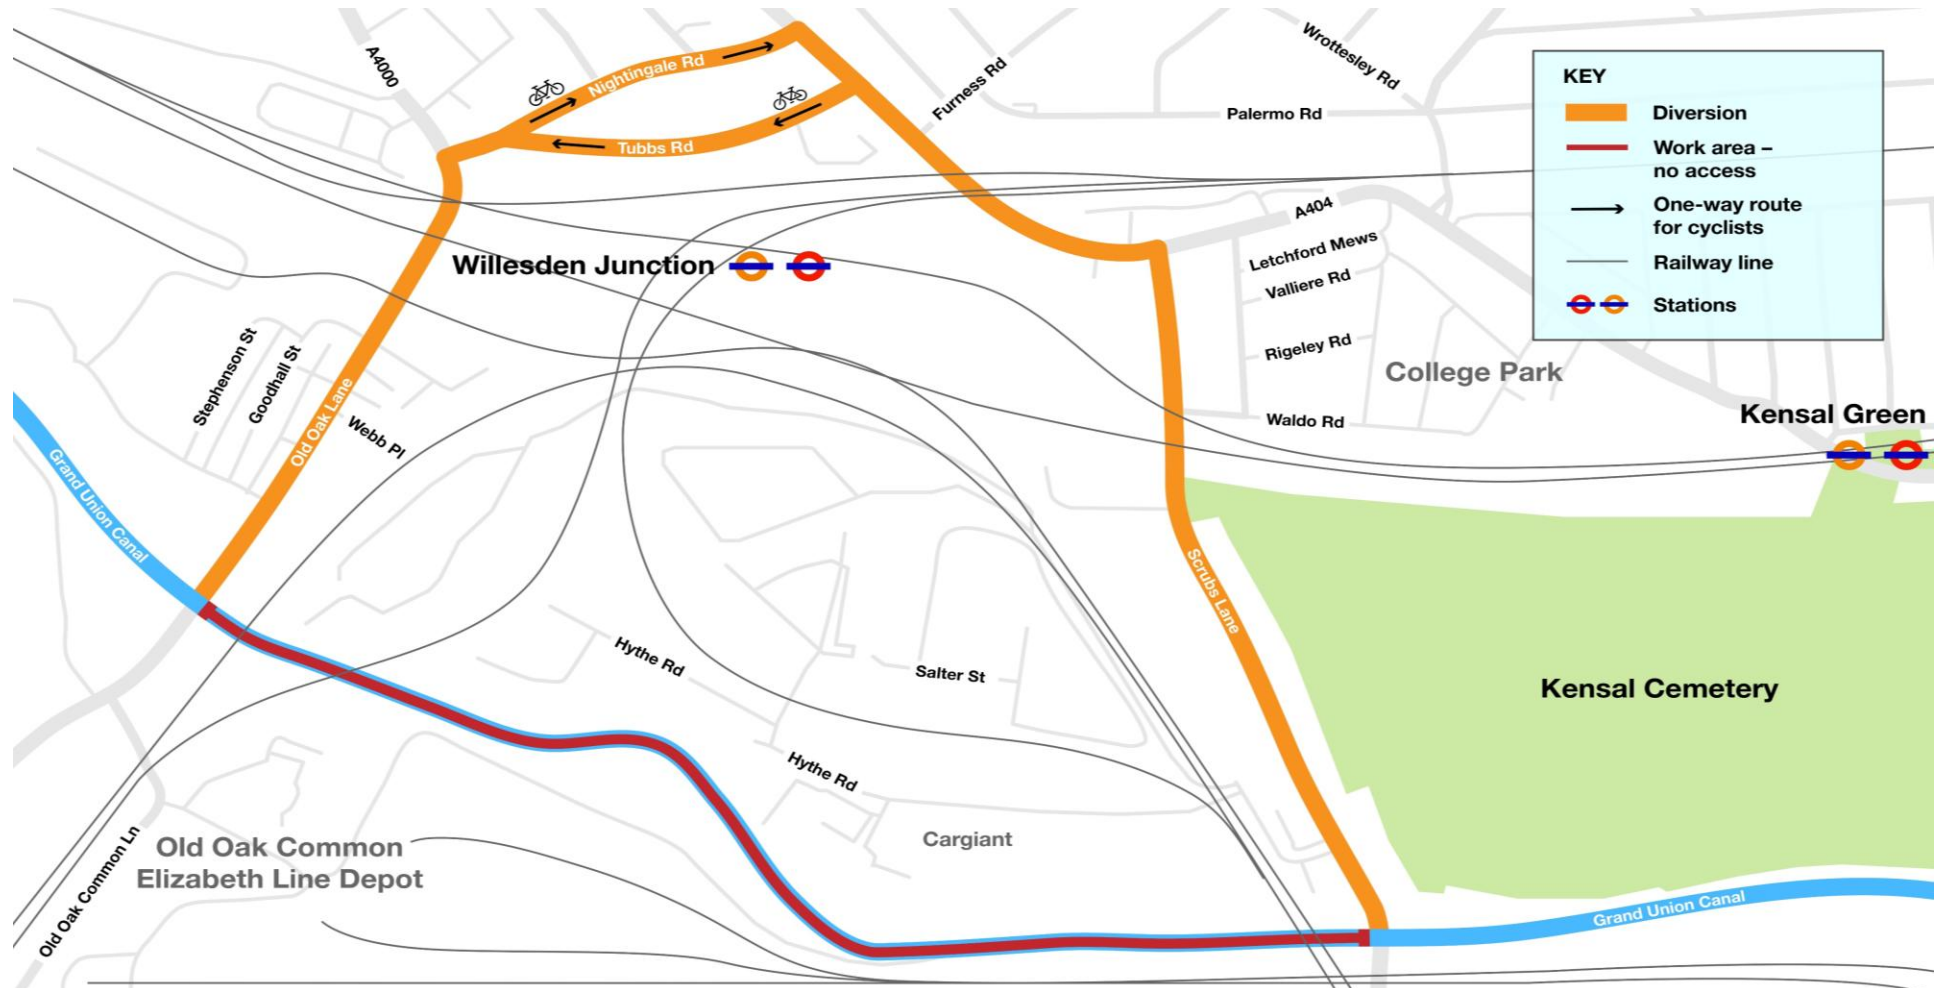 A4000
Nightingale Rd
Tubbs Rd
Furness Rd
Wrottesley Rd
Palermo Rd
KEY
Diversion
Work area –
no access
One-way route
for cyclists
Railway line
Stations
A404
Letchford Mews
Valliere Rd
Rigeley Rd
Waldo Rd
College Park
Kensal Green
Willesden Junction
Stephenson St
Goodhall St
Old Oak Lane
Webb Pl
Grand Union Canal
Scrubs Lane
Hythe Rd
Salter St
Kensal Cemetery
Hythe Rd
Cargiant
Old Oak Common
Elizabeth Line Depot
Old Oak Common Ln
Grand Union Canal